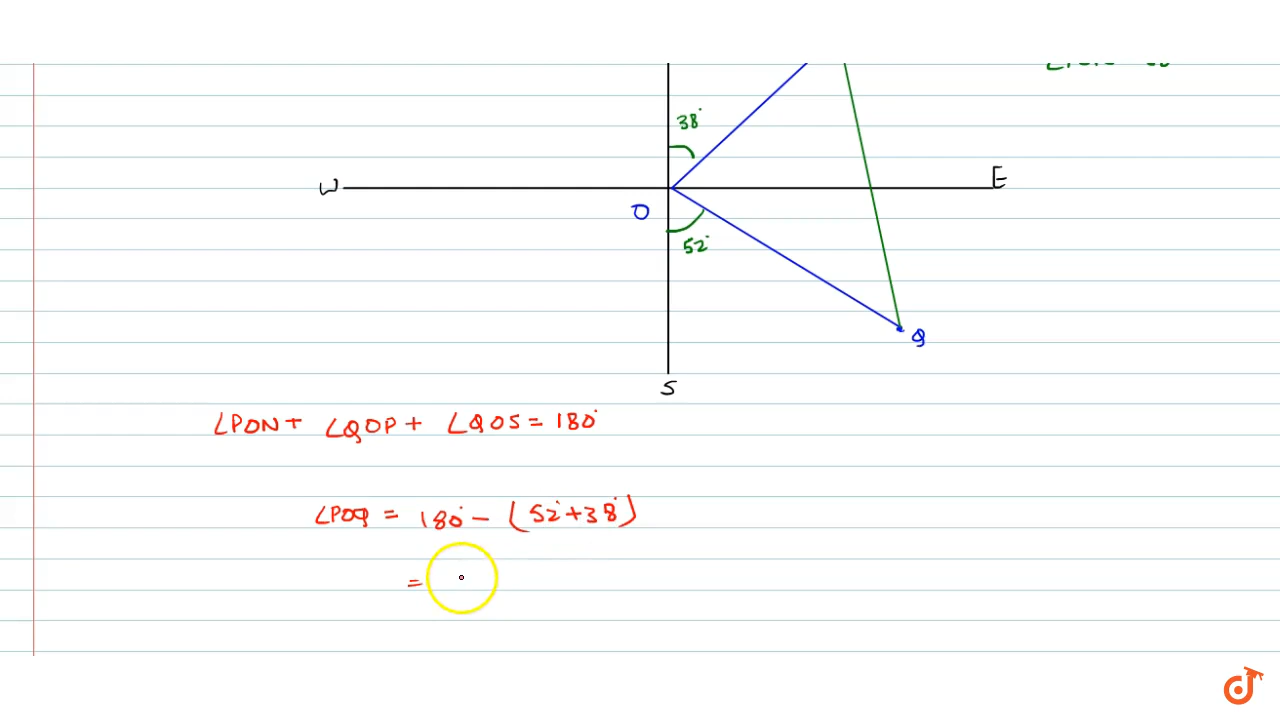 38°
W
E
O
52°
Q
S
∠PON + ∠QOP + ∠QOS = 180°
∠POQ = 180° - (52° + 38°)
=